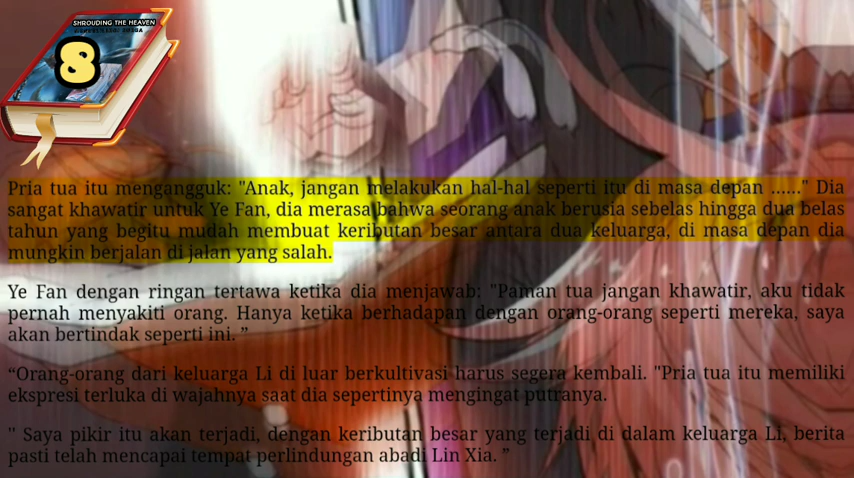 SHROUDING THE HEAVEN
8
Pria tua itu mengangguk: "Anak, jangan melakukan hal-hal seperti itu di masa depan ......" Dia
sangat khawatir untuk Ye Fan, dia merasa bahwa seorang anak berusia sebelas hingga dua belas
tahun yang begitu mudah membuat keributan besar antara dua keluarga, di masa depan dia
mungkin berjalan di jalan yang salah.
Ye Fan dengan ringan tertawa ketika dia menjawab: "Paman tua jangan khawatir, aku tidak
pernah menyakiti orang. Hanya ketika berhadapan dengan orang-orang seperti mereka, saya
akan bertindak seperti ini. ”
“Orang-orang dari keluarga Li di luar berkultivasi harus segera kembali. "Pria tua itu memiliki
ekspresi terluka di wajahnya saat dia sepertinya mengingat putranya.
" Saya pikir itu akan terjadi, dengan keributan besar yang terjadi di dalam keluarga Li, berita
pasti telah mencapai tempat perlindungan abadi Lin Xia. ”